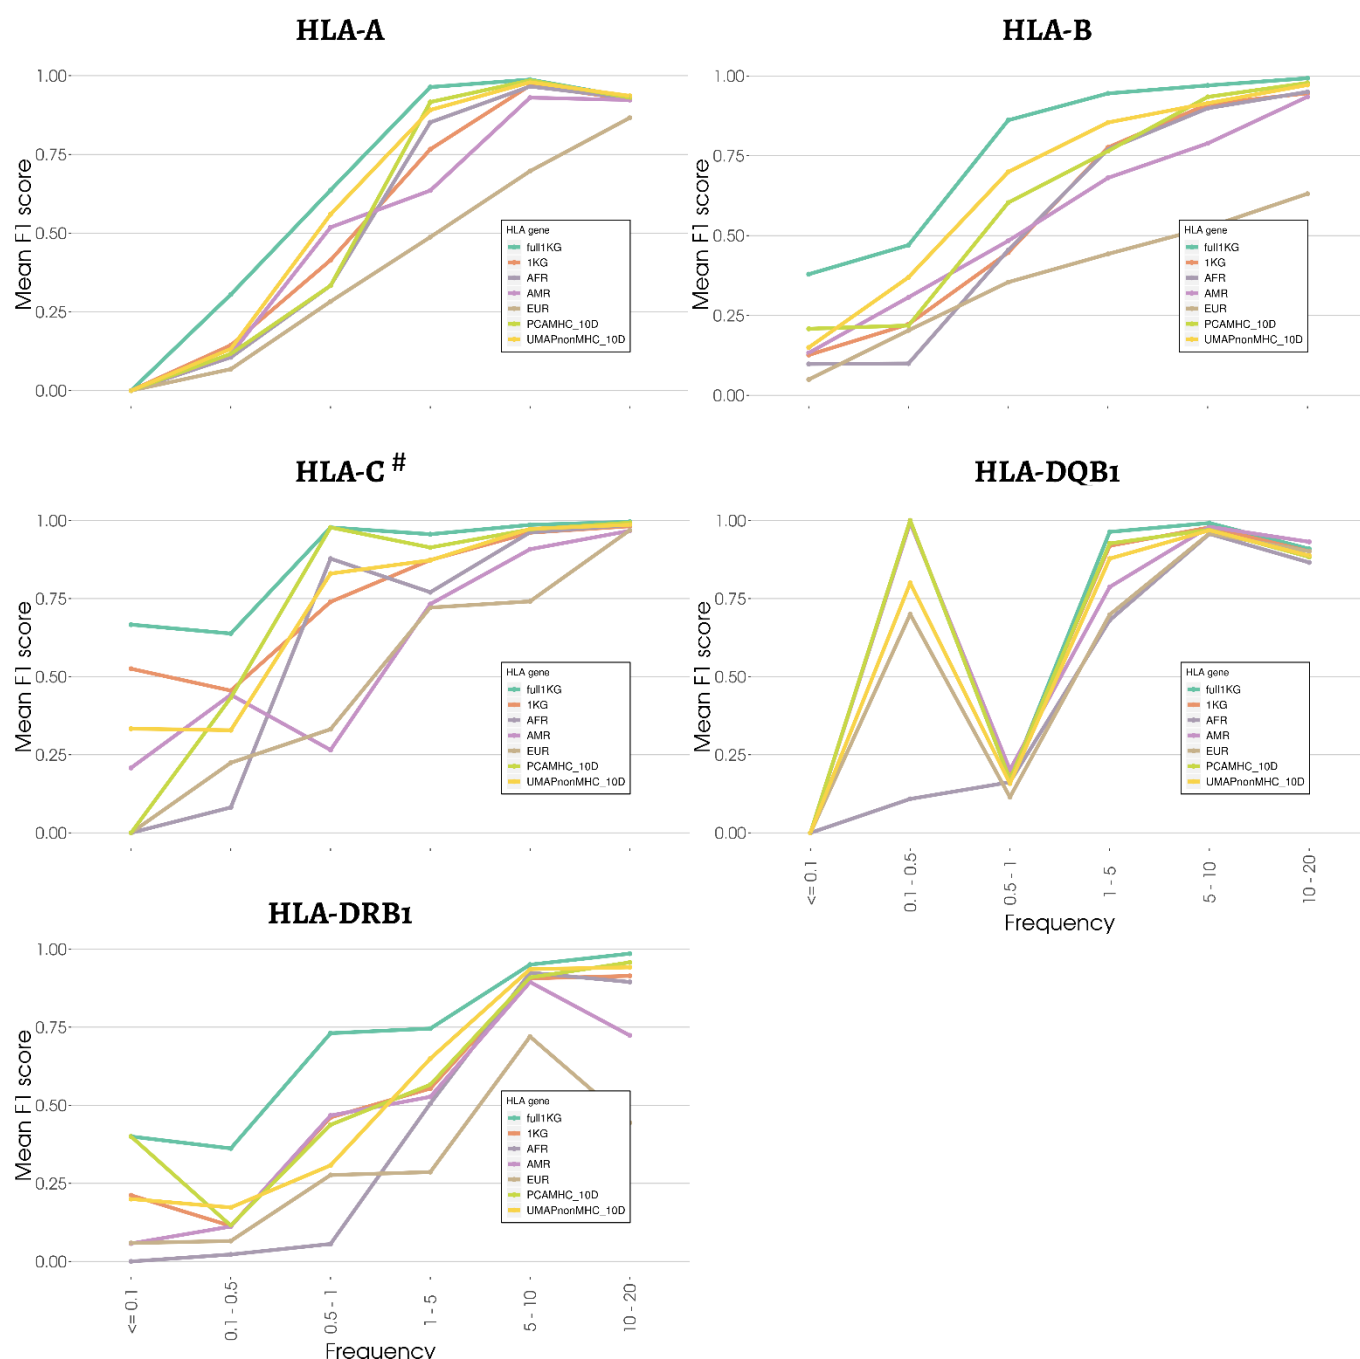 HLA-A
Mean F1 score
1.00
0.75
0.50
0.25
0.00
HLA gene
full1KG
1KG
AFR
AMR
EUR
PCAMHC_10D
UMAPnonMHC_10D
HLA-B
Mean F1 score
1.00
0.75
0.50
0.25
0.00
HLA gene
full1KG
1KG
AFR
AMR
EUR
PCAMHC_10D
UMAPnonMHC_10D
HLA-C #
Mean F1 score
1.00
0.75
0.50
0.25
0.00
HLA gene
full1KG
1KG
AFR
AMR
EUR
PCAMHC_10D
UMAPnonMHC_10D
HLA-DQB1
Mean F1 score
1.00
0.75
0.50
0.25
0.00
HLA gene
full1KG
1KG
AFR
AMR
EUR
PCAMHC_10D
UMAPnonMHC_10D
<= 0.1
0.1 - 0.5
0.5 - 1
1 - 5
5 - 10
10 - 20
Frequency
HLA-DRB1
Mean F1 score
1.00
0.75
0.50
0.25
0.00
HLA gene
full1KG
1KG
AFR
AMR
EUR
PCAMHC_10D
UMAPnonMHC_10D
<= 0.1
0.1 - 0.5
0.5 - 1
1 - 5
5 - 10
10 - 20
Frequency